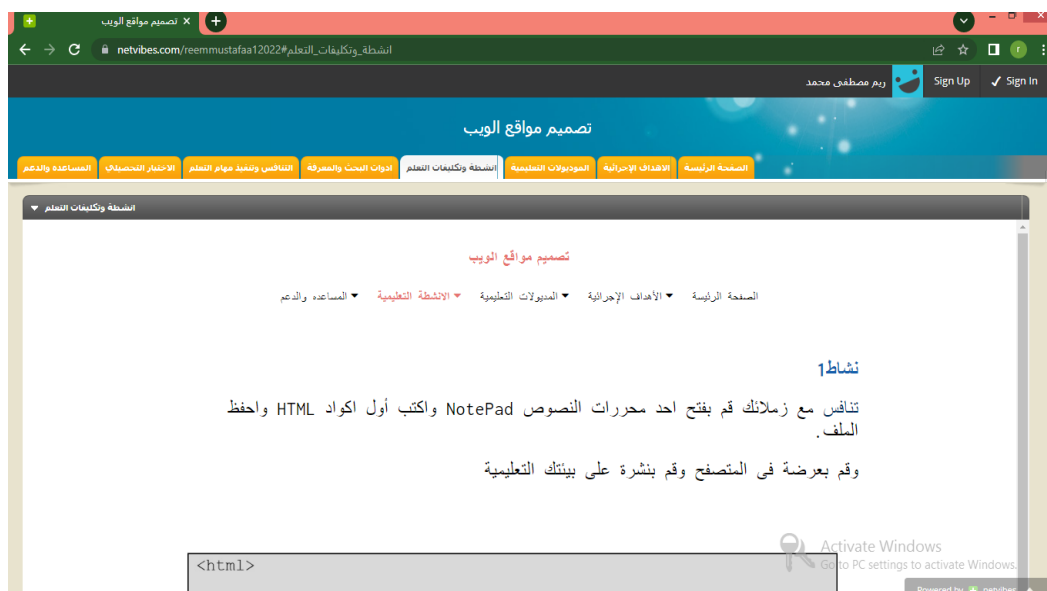 تصميم مواقع الويب
netvibes.com/reemmustafaa12022#انشطة_وتكليفات_التعلم
ريم مصطفى محمد Sign Up Sign In
تصميم مواقع الويب
الصفحة الرئيسة الاهداف الإجرائية الموديولات التعليمية انشطة وتكليفات التعلم ادوات البحث والمعرفة التنافس وتنفيذ مهام التعلم الاختبار التحصيلي المساعدة والدعم
انشطة وتكليفات التعلم
تصميم مواقع الويب
الصفحة الرئيسة الأهداف الإجرائية المديولات التعليمية الانشطة التعليمية المساعده والدعم
نشاط1
تنافس مع زملائك قم بفتح احد محررات النصوص NotePad واكتب أول اكواد HTML واحفظ
الملف.
وقم بعرضة فى المتصفح وقم بنشرة على بيئتك التعليمية
Activate Windows
Go to PC settings to activate Windows.
<html>
Powered by netvibes